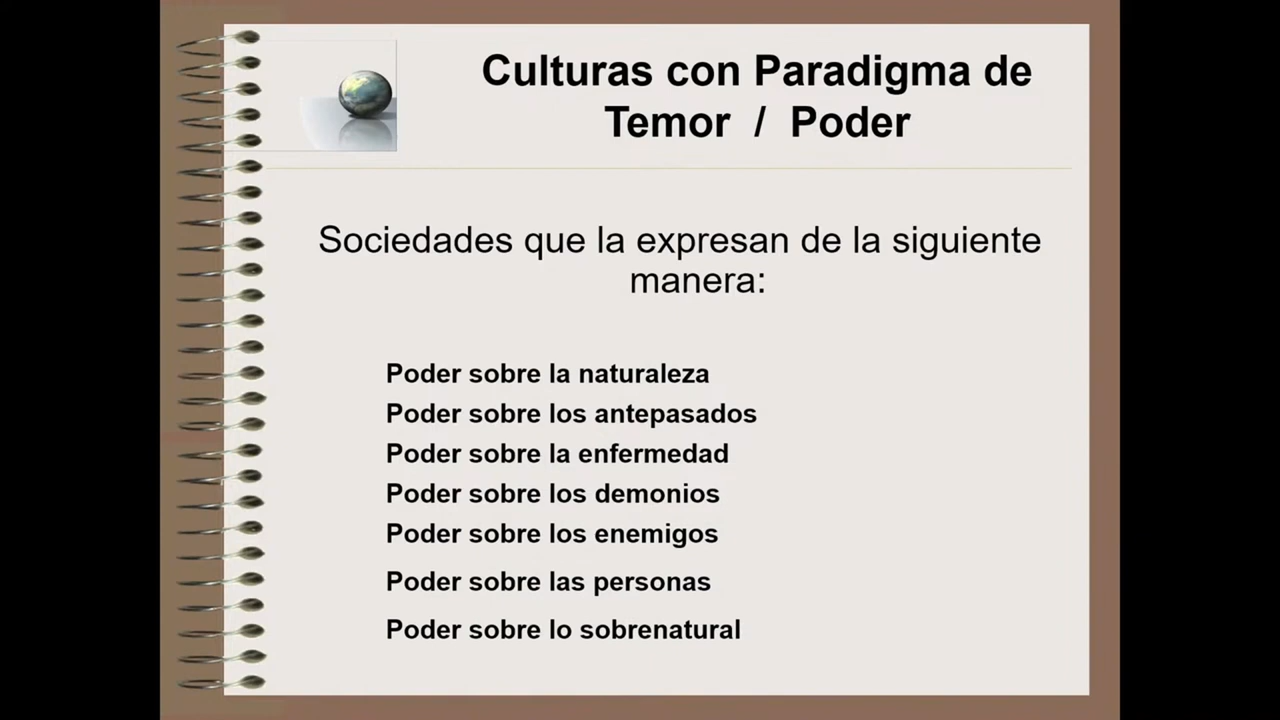 Culturas con Paradigma de
Temor / Poder
Sociedades que la expresan de la siguiente
manera:
Poder sobre la naturaleza
Poder sobre los antepasados
Poder sobre la enfermedad
Poder sobre los demonios
Poder sobre los enemigos
Poder sobre las personas
Poder sobre lo sobrenatural